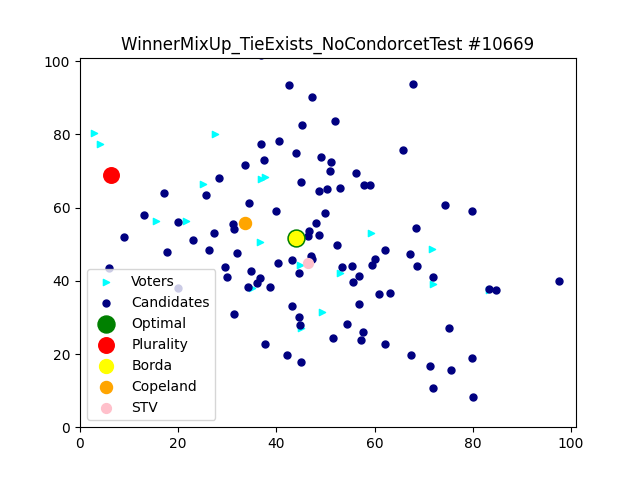 WinnerMixUp_TieExists_NoCondorcetTest #10669
100
80
60
40
20
0
Voters
Candidates
Optimal
Plurality
Borda
Copeland
STV
0 20 40 60 80 100